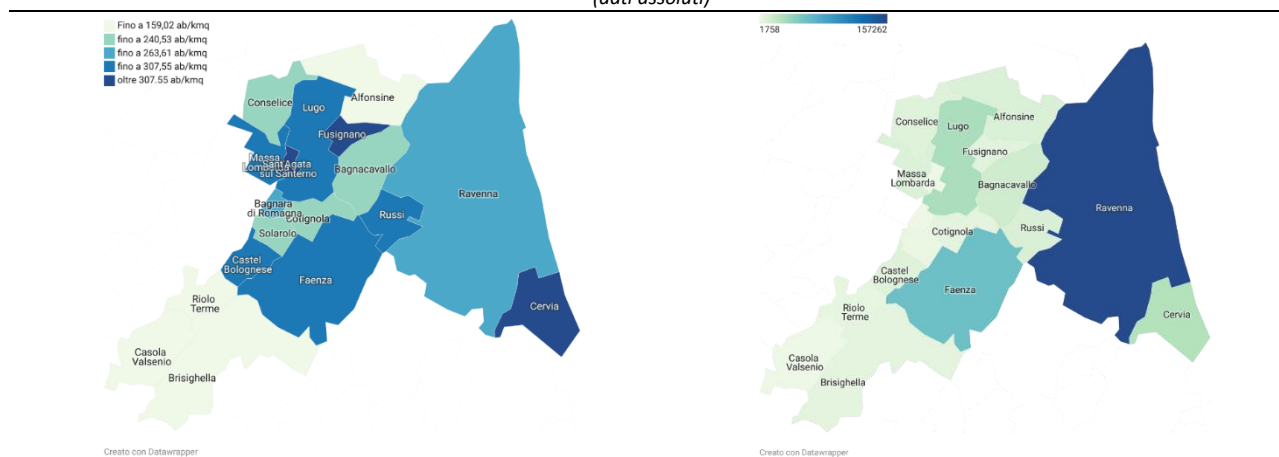 (dati assoluti)
Fino a 159,02 ab/kmq
fino a 240,53 ab/kmq
fino a 263,61 ab/kmq
fino a 307,55 ab/kmq
oltre 307.55 ab/kmq
Conselice
Lugo
Alfonsine
Fusignano
Massa
Lombarda
Sant'Agata
sul Santerno
Bagnacavallo
Ravenna
Bagnara
di Romagna
Cotignola
Russi
Solarolo
Castel
Bolognese
Faenza
Cervia
Riolo
Terme
Casola
Valsenio
Brisighella
Creato con Datawrapper
1758
157262
Conselice
Lugo
Alfonsine
Fusignano
Massa
Lombarda
Bagnacavallo
Ravenna
Cotignola
Russi
Castel
Bolognese
Faenza
Riolo
Terme
Cervia
Casola
Valsenio
Brisighella
Creato con Datawrapper